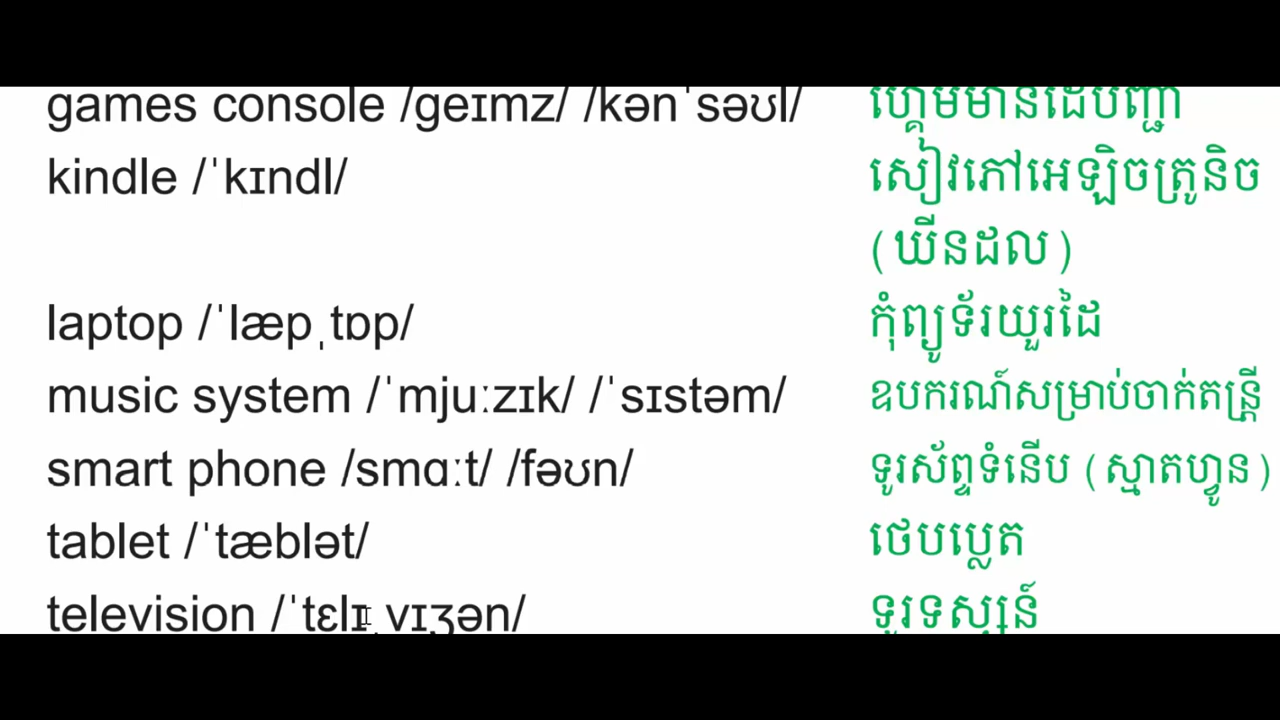 games console /ɡeɪmz/ /kənˈsəʊl/ ហ្គេមមានដៃបញ្ជា
kindle /ˈkɪndl/ សៀវភៅអេឡិចត្រូនិច
(ឃីនដល)
laptop /ˈlæpˌtɒp/ កុំព្យូទ័រយួរដៃ
music system /ˈmjuːzɪk/ /ˈsɪstəm/ ឧបករណ៍សម្រាប់ចាក់តន្ត្រី
smart phone /smɑːt/ /fəʊn/ ទូរស័ព្ទទំនើប (ស្មាតហ្វូន)
tablet /ˈtæblət/ ថេបប្លេត
television /ˈtɛlɪˌvɪʒən/ ទូរទស្សន៍